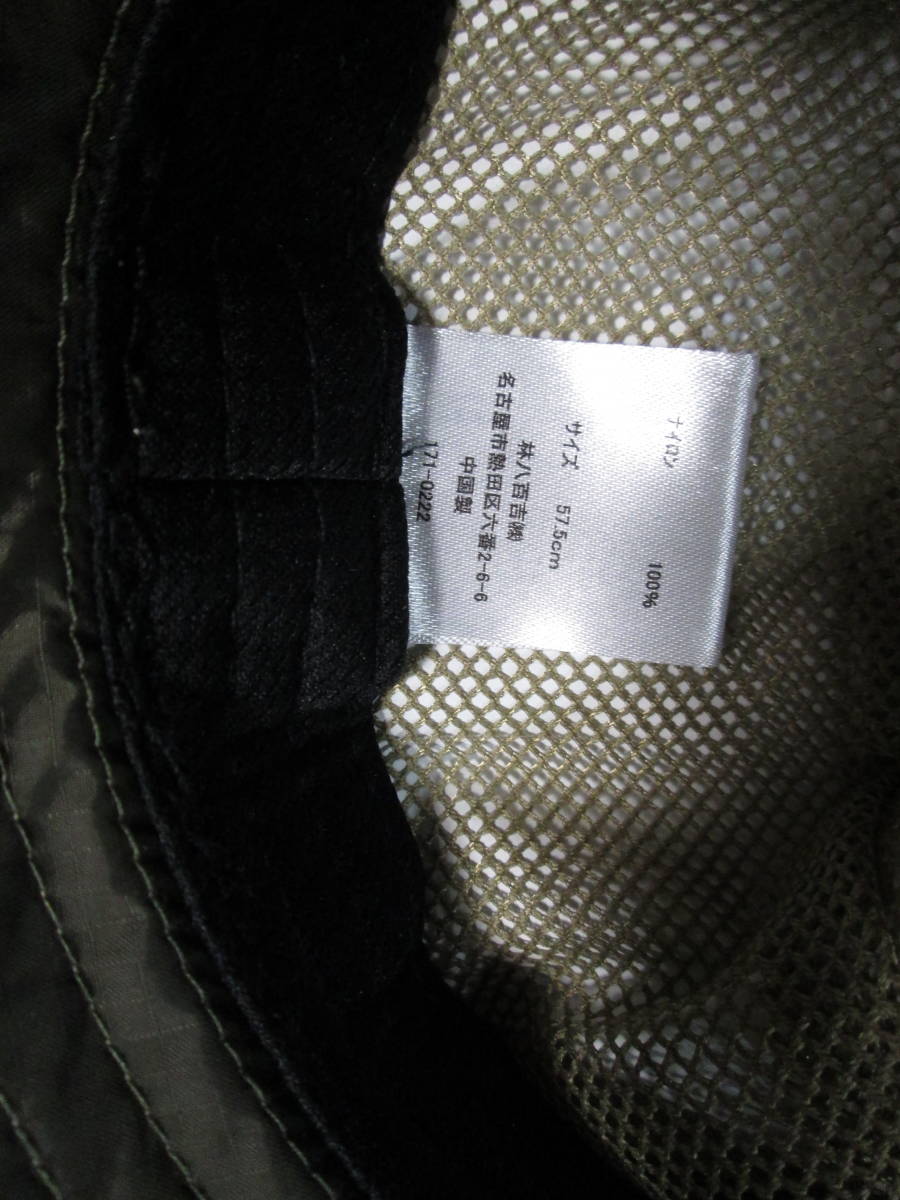 ナイロン 100%
サイズ 57.5cm
林八百吉㈱
名古屋市熱田区六番2-6-6
中国製
171-0222